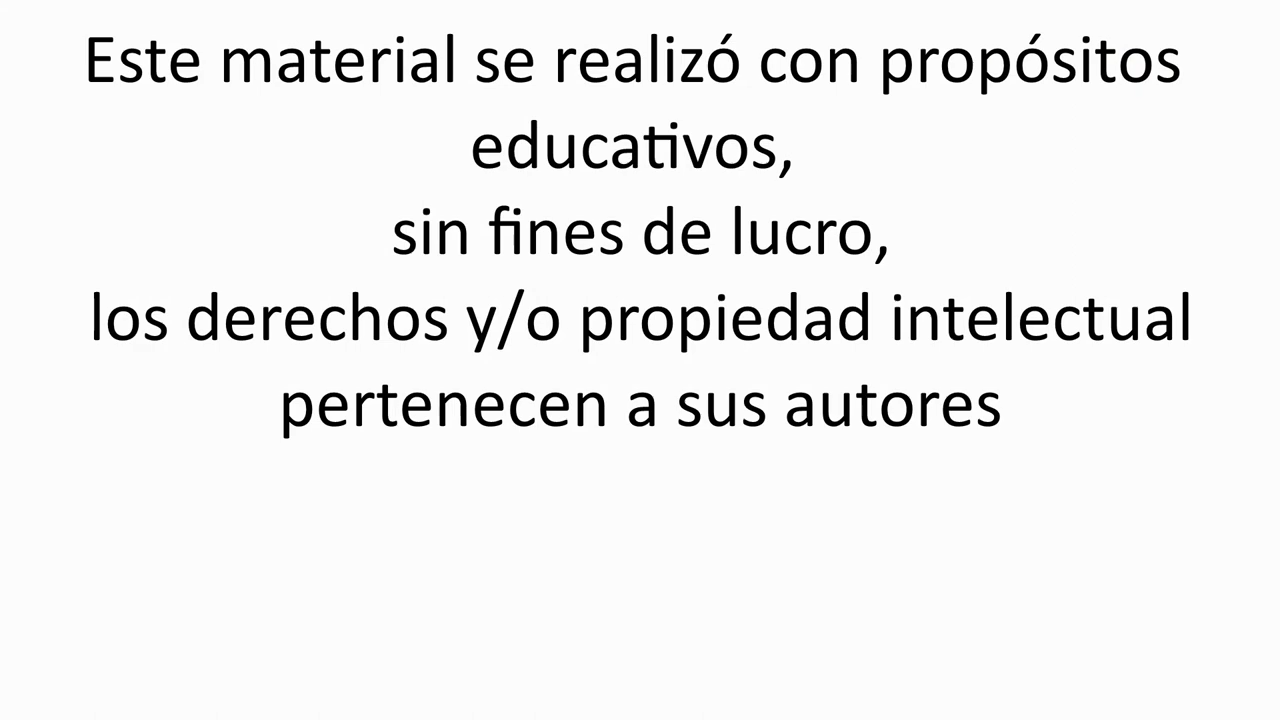 Este material se realizó con propósitos
educativos,
sin fines de lucro,
los derechos y/o propiedad intelectual
pertenecen a sus autores